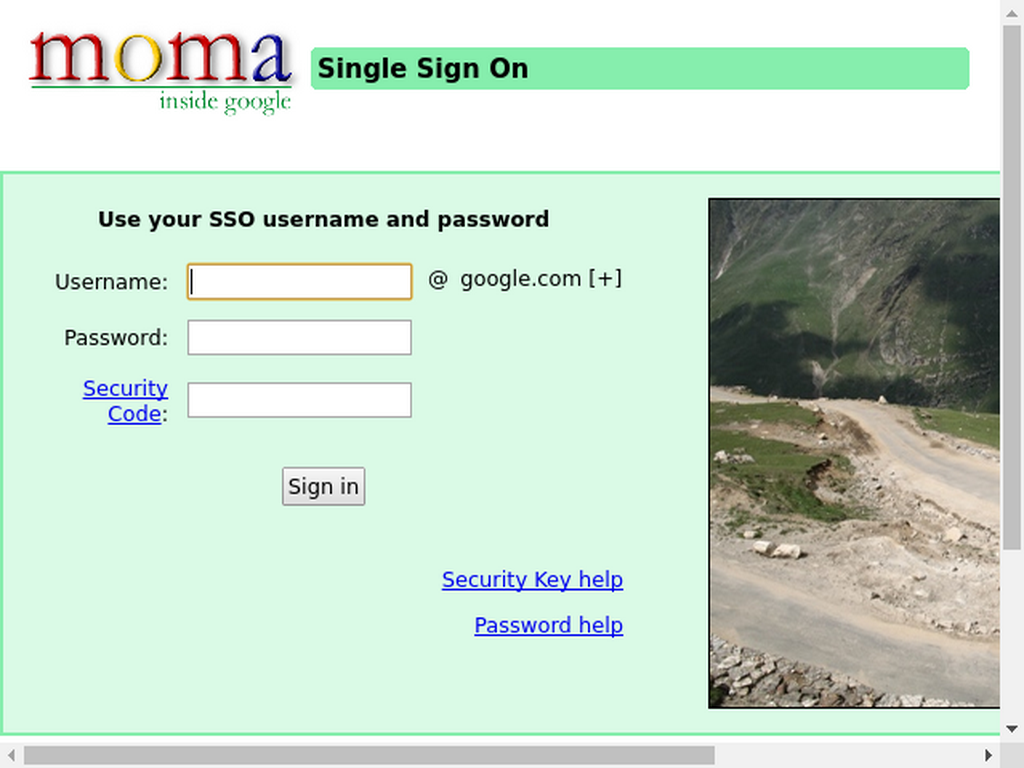 moma
inside google
Single Sign On
Use your SSO username and password
Username:
@ google.com [+]
Password:
Security
Code:
Sign in
Security Key help
Password help